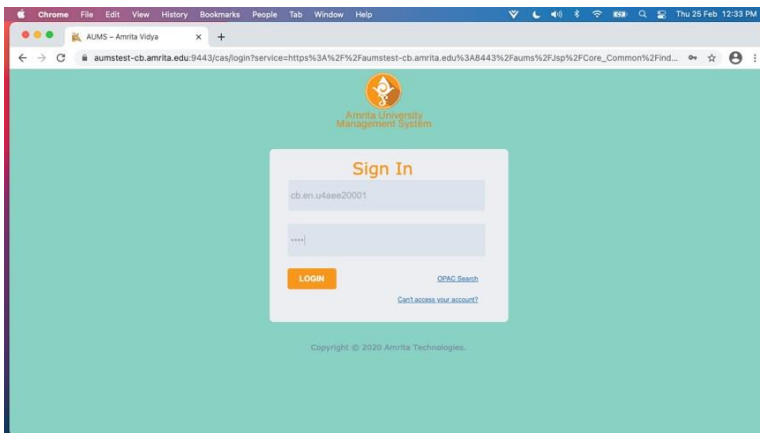 Chrome File Edit View History Bookmarks People Tab Window Help Thu 25 Feb 12:33 PM
AUMS – Amrita Vidya
aumstest-cb.amrita.edu:9443/cas/login?service=https%3A%2F%2Faumstest-cb.amrita.edu%3A8443%2Faums%2FJsp%2FCore_Common%2Find...
Amrita University
Management System
Sign In
cb.en.u4aee20001
••••
LOGIN OPAC Search
Can't access your account?
Copyright © 2020 Amrita Technologies.